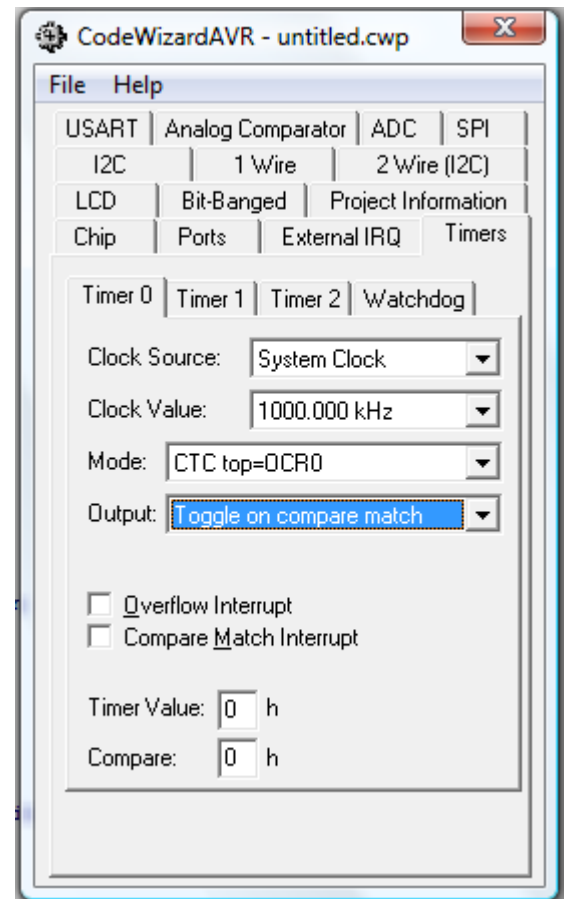 CodeWizardAVR - untitled.cwp
File Help
USART Analog Comparator ADC SPI
I2C 1 Wire 2 Wire (I2C)
LCD Bit-Banged Project Information
Chip Ports External IRQ Timers
Timer 0 Timer 1 Timer 2 Watchdog
Clock Source: System Clock
Clock Value: 1000.000 kHz
Mode: CTC top=OCR0
Output: Toggle on compare match
Overflow Interrupt
Compare Match Interrupt
Timer Value: 0 h
Compare: 0 h